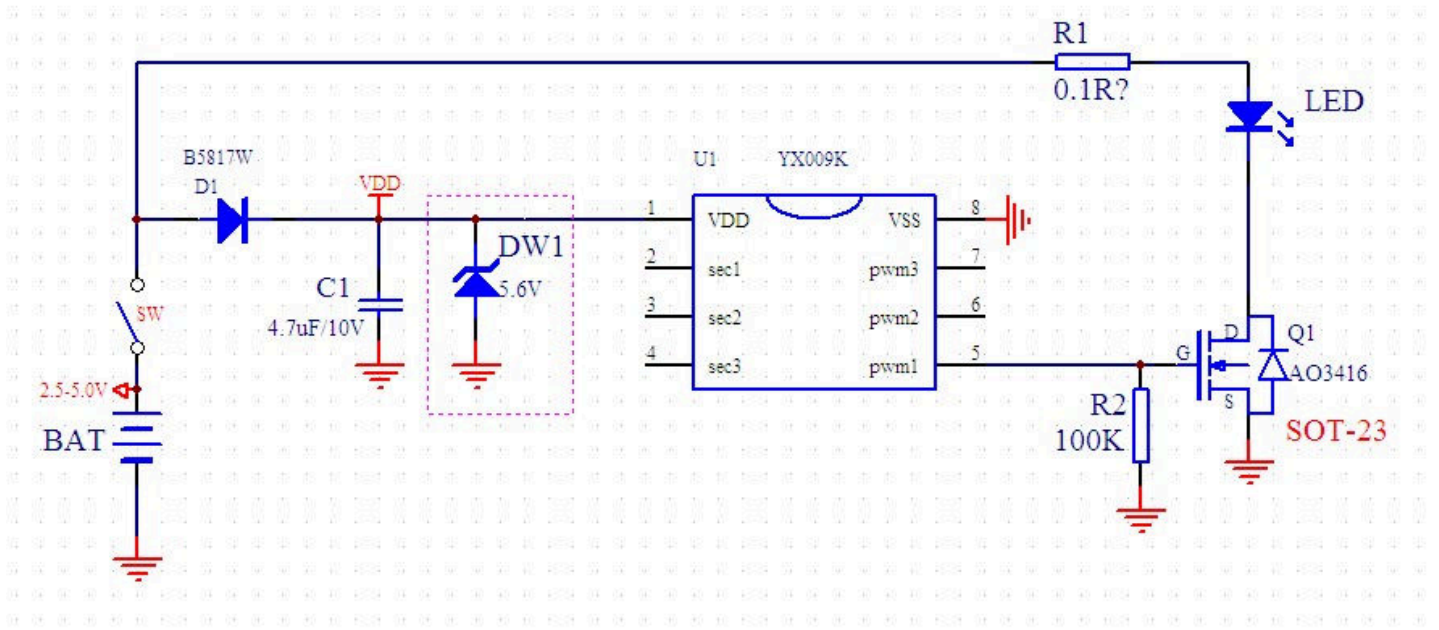 R1
0.1R?
LED
B5817W
D1
VDD
U1
YX009K
1
VDD
VSS
8
DW1
5.6V
2
sec1
pwm3
7
C1
4.7uF/10V
SW
3
sec2
pwm2
6
4
sec3
pwm1
5
G
D
S
Q1
AO3416
SOT-23
2.5-5.0V
BAT
R2
100K